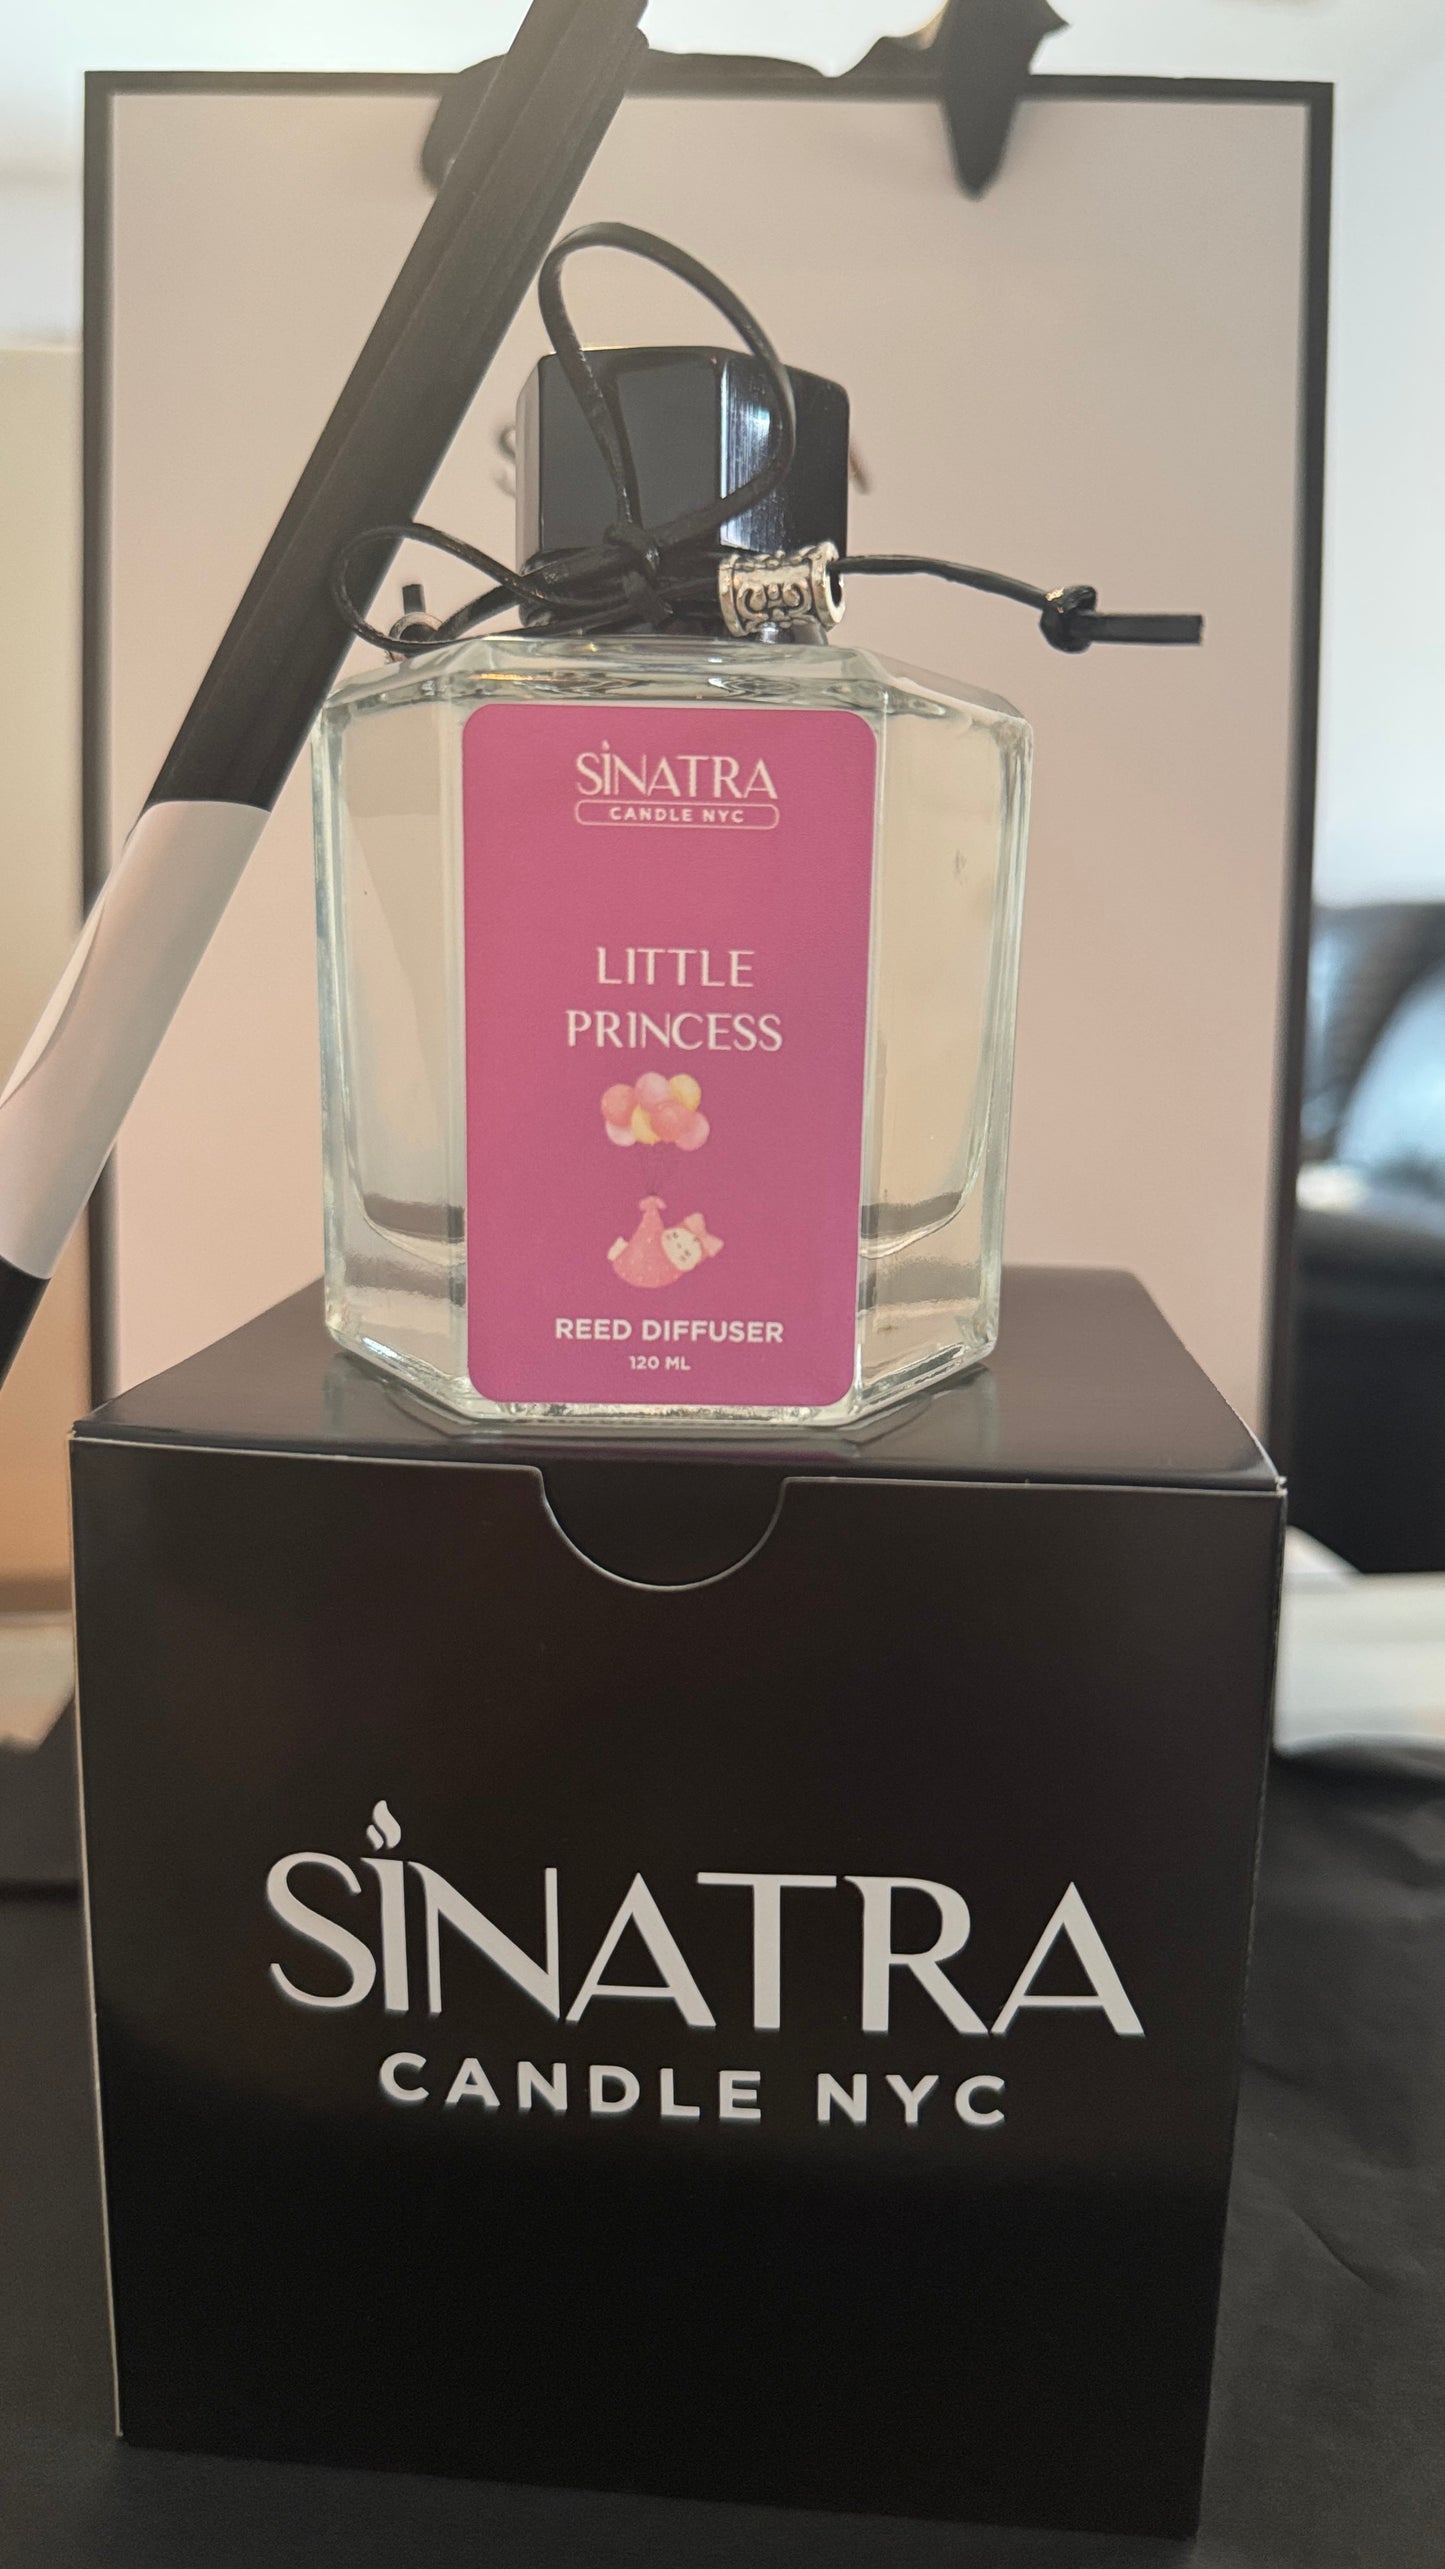 SINATRA
CANDLE NYC
LITTLE
PRINCESS
REED DIFFUSER
120 ML
SINATRA
CANDLE NYC